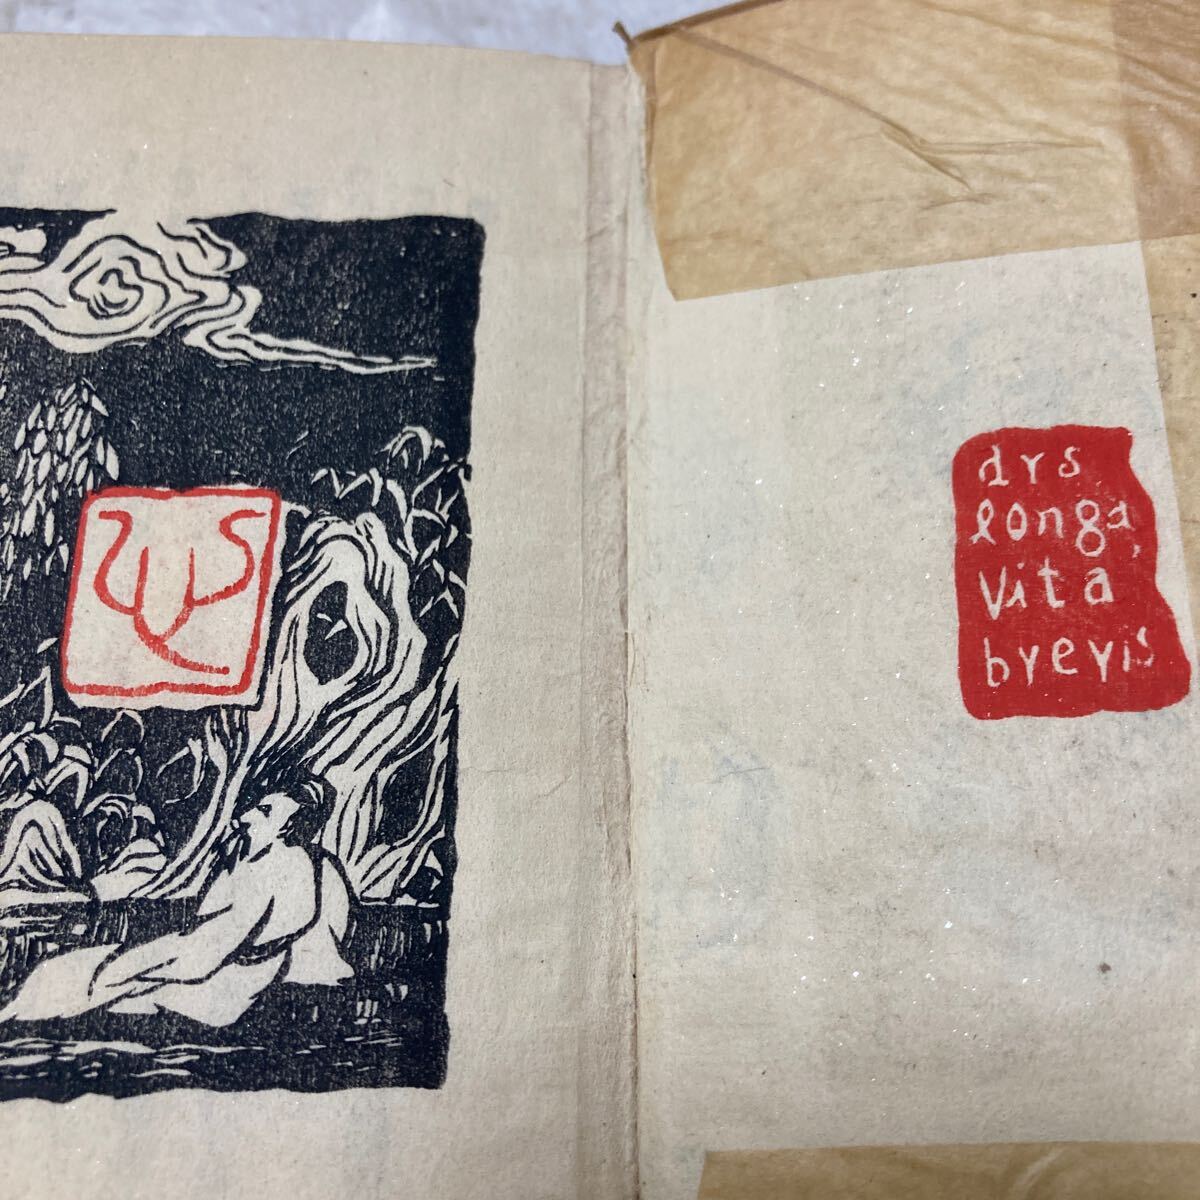 ars
longa,
Vita
brevis